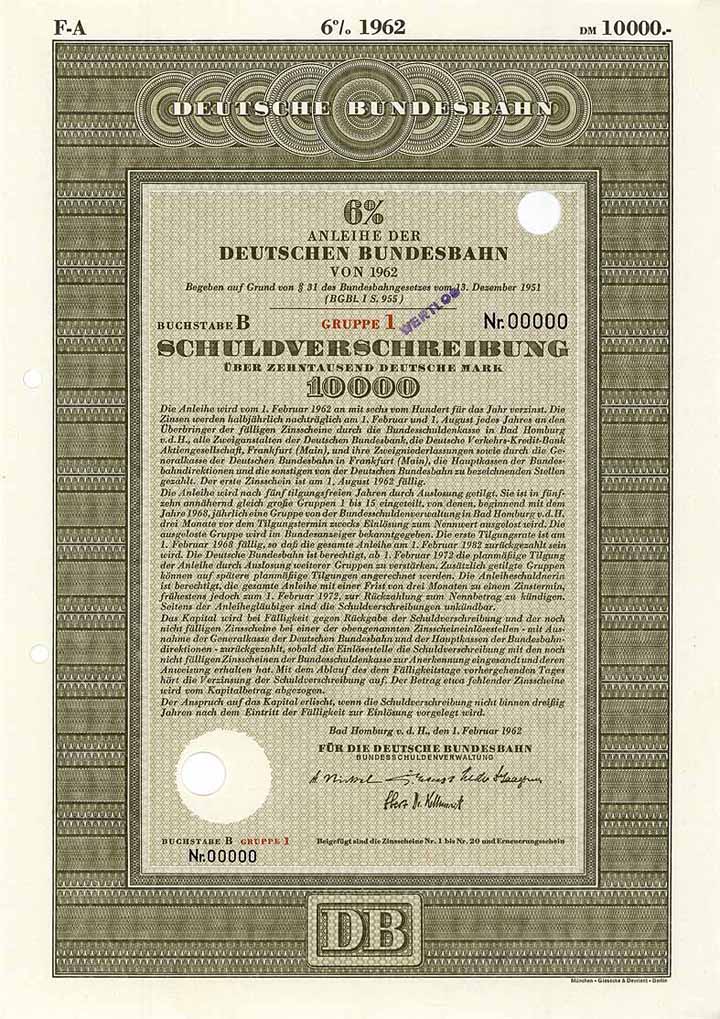 F-A 6% 1962 DM 10000.-
DEUTSCHE BUNDESBAHN
6%
ANLEIHE DER
DEUTSCHEN BUNDESBAHN
VON 1962
Begeben auf Grund von § 31 des Bundesbahngesetzes vom 13. Dezember 1951
(BGBL I S. 955)
WERTLOS
BUCHSTABE B GRUPPE 1 Nr. 00000
SCHULDVERSCHREIBUNG
ÜBER ZEHNTAUSEND DEUTSCHE MARK
10000
Die Anleihe wird vom 1. Februar 1962 an mit sechs vom Hundert für das Jahr verzinst. Die
Zinsen werden halbjährlich nachträglich am 1. Februar und 1. August jedes Jahres an den
Überbringer der fälligen Zinsscheine durch die Bundesschuldenkasse in Bad Homburg
v.d.H., alle Zweiganstalten der Deutschen Bundesbank, die Deutsche Verkehrs-Kredit-Bank
Aktiengesellschaft, Frankfurt (Main), und ihre Zweigniederlassungen sowie durch die Ge-
neralkasse der Deutschen Bundesbahn in Frankfurt (Main), die Hauptkassen der Bundes-
bahndirektionen und die sonstigen von der Deutschen Bundesbahn zu bezeichnenden Stellen
gezahlt. Der erste Zinsschein ist am 1. August 1962 fällig.
Die Anleihe wird nach fünf tilgungsfreien Jahren durch Auslosung getilgt. Sie ist in fünf-
zehn annähernd gleich große Gruppen 1 bis 15 eingeteilt, von denen, beginnend mit dem
Jahre 1968, jährlich eine Gruppe von der Bundesschuldenverwaltung in Bad Homburg v. d. H.
drei Monate vor dem Tilgungstermin zwecks Einlösung zum Nennwert ausgelost wird. Die
ausgeloste Gruppe wird im Bundesanzeiger bekanntgegeben. Die erste Tilgungsrate ist am
1. Februar 1968 fällig, so daß die gesamte Anleihe am 1. Februar 1982 zurückgezahlt sein
wird. Die Deutsche Bundesbahn ist berechtigt, ab 1. Februar 1972 die planmäßige Tilgung
der Anleihe durch Auslosung weiterer Gruppen zu verstärken. Zusätzlich getilgte Gruppen
können auf spätere planmäßige Tilgungen angerechnet werden. Die Anleiheschuldnerin
ist berechtigt, die gesamte Anleihe mit einer Frist von drei Monaten zu einem Zinstermin,
frühestens jedoch zum 1. Februar 1972, zur Rückzahlung zum Nennbetrag zu kündigen.
Seitens der Anleihegläubiger sind die Schuldverschreibungen unkündbar.
Das Kapital wird bei Fälligkeit gegen Rückgabe der Schuldverschreibung und der noch
nicht fälligen Zinsscheine bei einer der obengenannten Zinsscheineinlösestellen - mit Aus-
nahme der Generalkasse der Deutschen Bundesbahn und der Hauptkassen der Bundesbahn-
direktionen - zurückgezahlt, sobald die Einlösestelle die Schuldverschreibung mit den noch
nicht fälligen Zinsscheinen der Bundesschuldenkasse zur Anerkennung eingesandt und deren
Anweisung erhalten hat. Mit dem Ablauf des dem Fälligkeitstage vorhergehenden Tages
hört die Verzinsung der Schuldverschreibung auf. Der Betrag etwa fehlender Zinsscheine
wird vom Kapitalbetrag abgezogen.
Der Anspruch auf das Kapital erlischt, wenn die Schuldverschreibung nicht binnen dreißig
Jahren nach dem Eintritt der Fälligkeit zur Einlösung vorgelegt wird.
Bad Homburg v. d. H., den 1. Februar 1962
FÜR DIE DEUTSCHE BUNDESBAHN
BUNDESSCHULDENVERWALTUNG
BUCHSTABE B GRUPPE 1 Beigefügt sind die Zinsscheine Nr. 1 bis Nr. 20 und Erneuerungsschein
Nr. 00000
DB
München • Giesecke & Devrient • Berlin